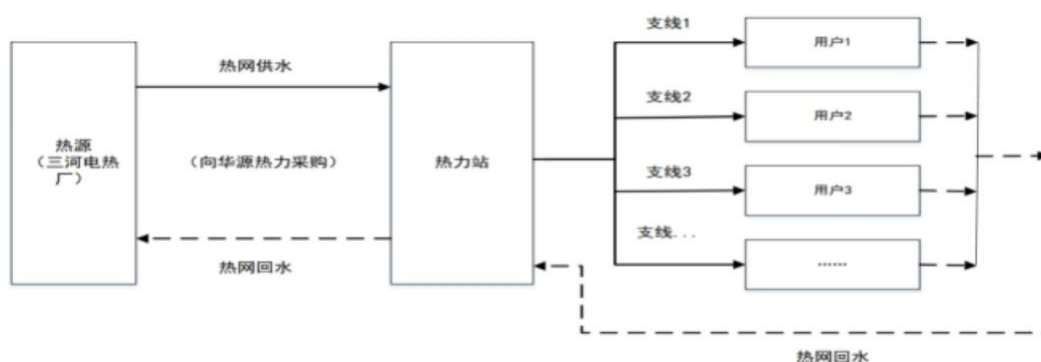 支线1
用户1
热网供水
支线2
用户2
热源
（三河电热
厂）
（向华源热力采购）
热力站
支线3
用户3
支线...
......
热网回水
热网回水